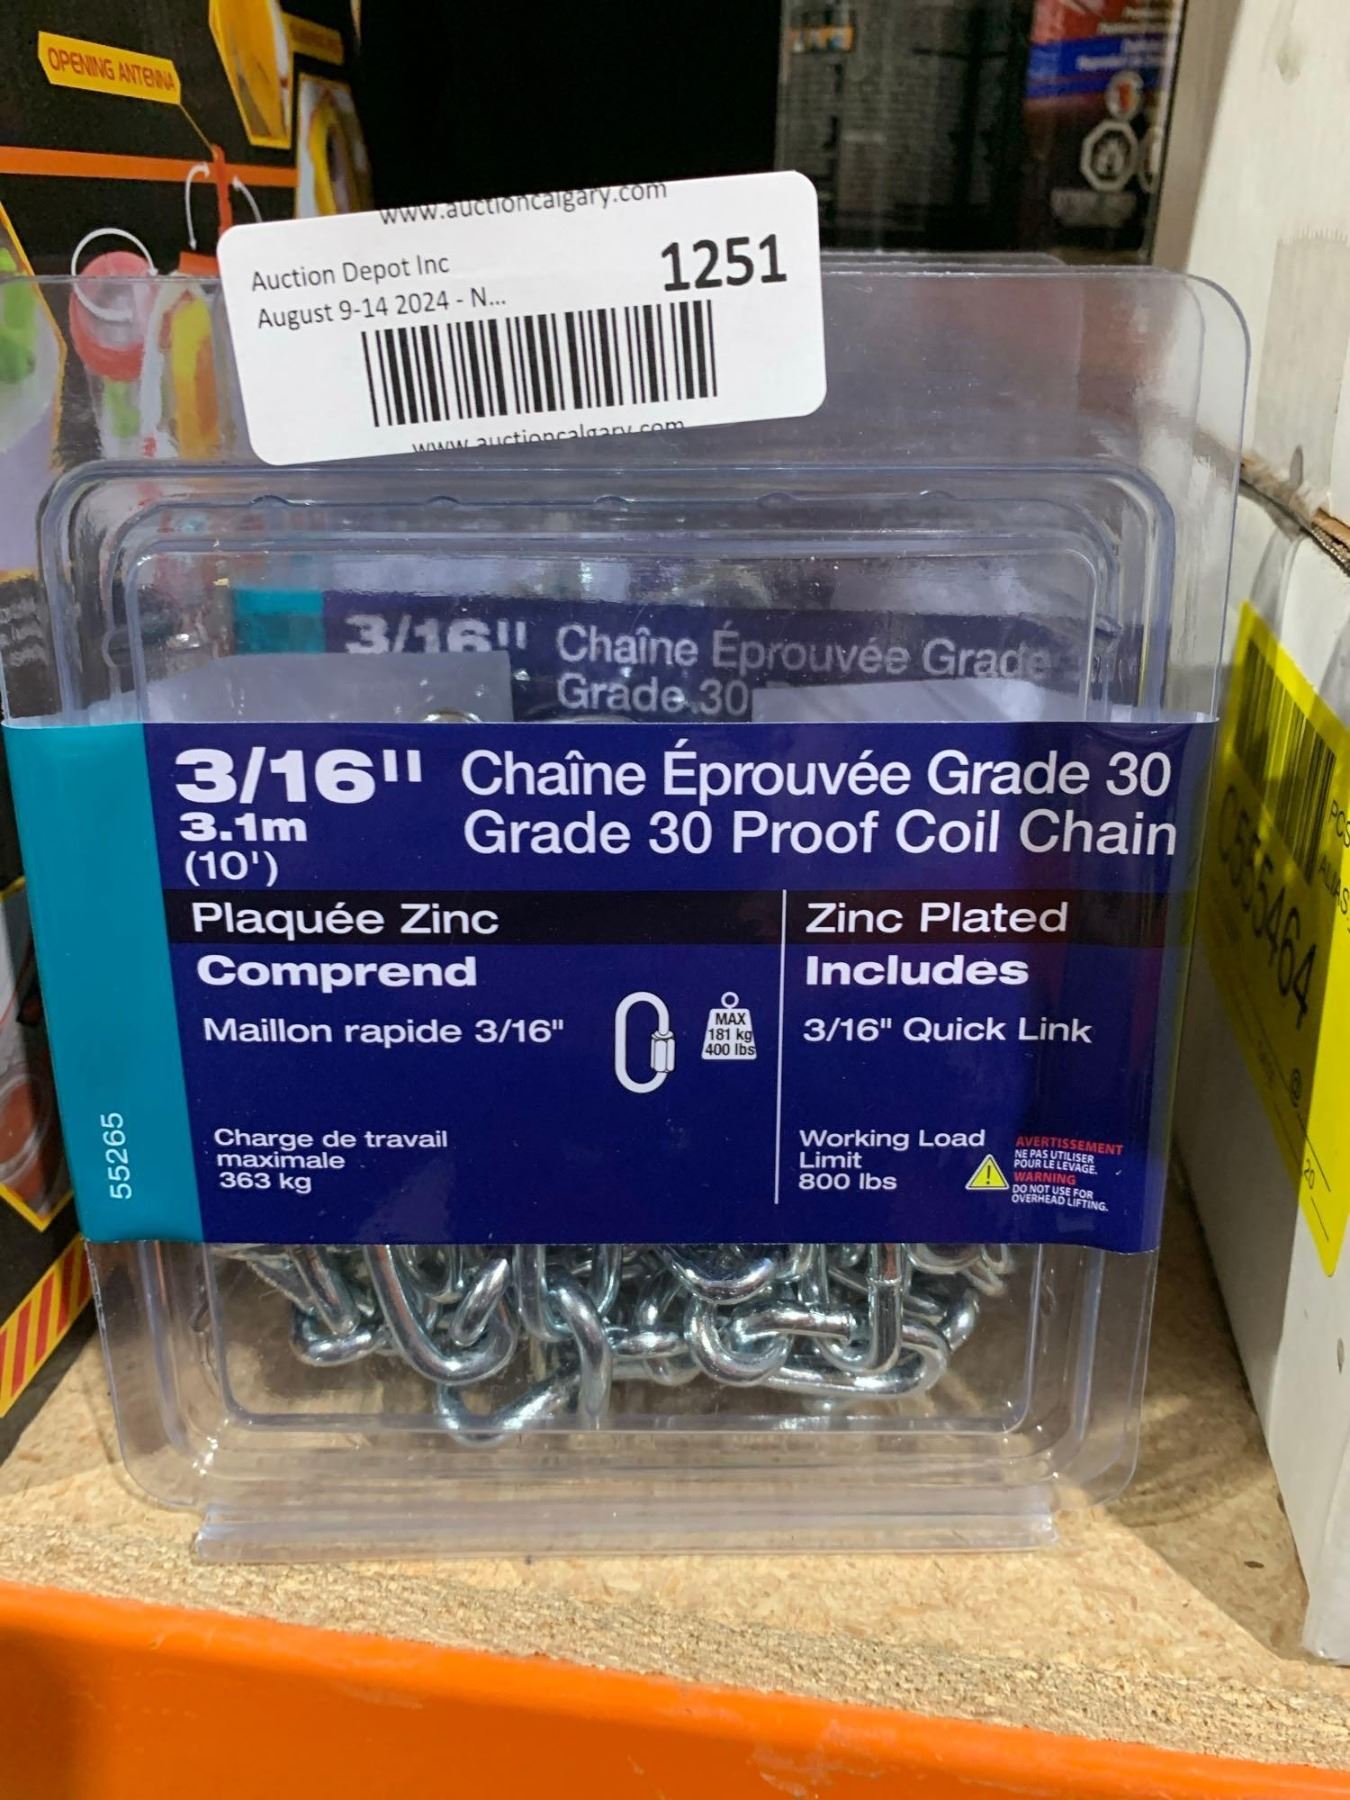 OPENING ANTENNA
www.auctioncalgary.com
Auction Depot Inc
1251
August 9-14 2024 - N...
www.auctioncalgary.com
3/16" Chaîne Éprouvée Grade
Grade 30
3/16" Chaîne Éprouvée Grade 30
3.1m Grade 30 Proof Coil Chain
(10')
Plaquée Zinc
Zinc Plated
Comprend
Includes
Maillon rapide 3/16"
MAX
181 kg
400 lbs
3/16" Quick Link
Charge de travail
maximale
363 kg
Working Load
Limit
800 lbs
AVERTISSEMENT
NE PAS UTILISER
POUR LE LEVAGE.
WARNING
DO NOT USE FOR
OVERHEAD LIFTING.
55265
PCS
C555464
20